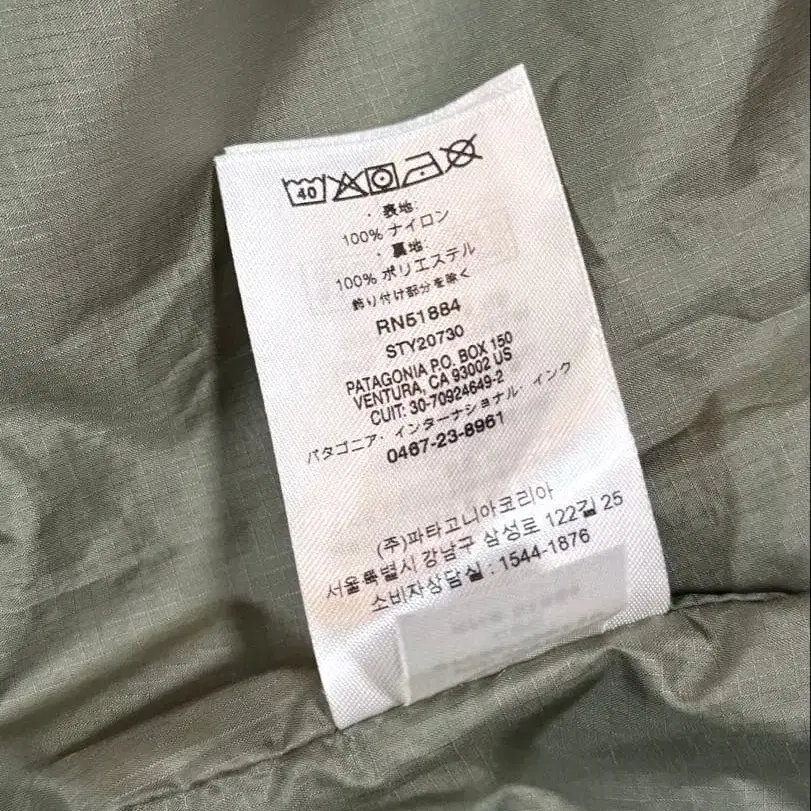 40
・表地:
100% ナイロン
・裏地:
100% ポリエステル
飾り付け部分を除く
RN51884
STY20730
PATAGONIA P.O. BOX 150
VENTURA, CA 93002 US
CUIT: 30-70924649-2
パタゴニア・インターナショナル・インク
0467-23-8961
(주)파타고니아코리아
서울특별시 강남구 삼성로 122길 25
소비자상담실 : 1544-1876